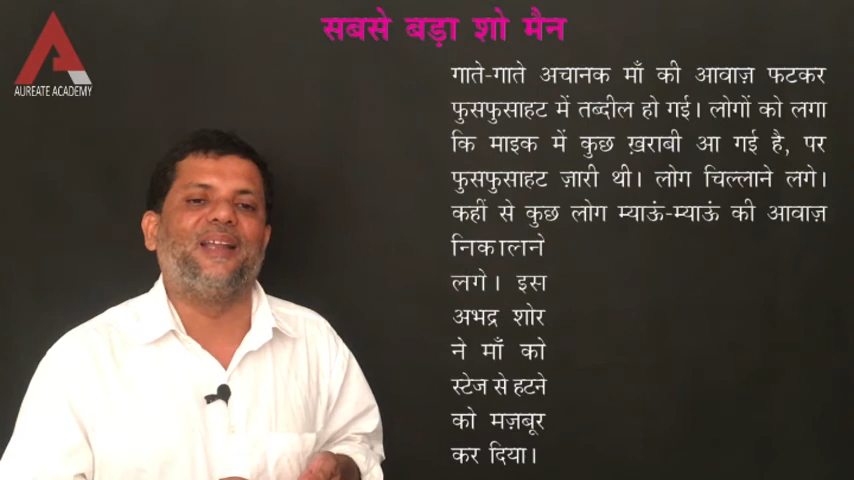 सबसे बड़ा शो मैन
AUREATE ACADEMY
गाते-गाते अचानक माँ की आवाज़ फटकर
फुसफुसाहट में तब्दील हो गई। लोगों को लगा
कि माइक में कुछ ख़राबी आ गई है, पर
फुसफुसाहट ज़ारी थी। लोग चिल्लाने लगे।
कहीं से कुछ लोग म्याऊं-म्याऊं की आवाज़
निकालने
लगे। इस
अभद्र शोर
ने माँ को
स्टेज से हटने
को मज़बूर
कर दिया।